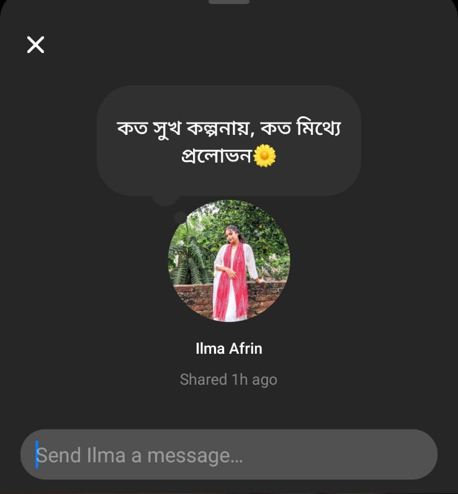 কত সুখ কল্পনায়, কত মিথ্যে
প্রলোভন🌼
Ilma Afrin
Shared 1h ago
Send Ilma a message...